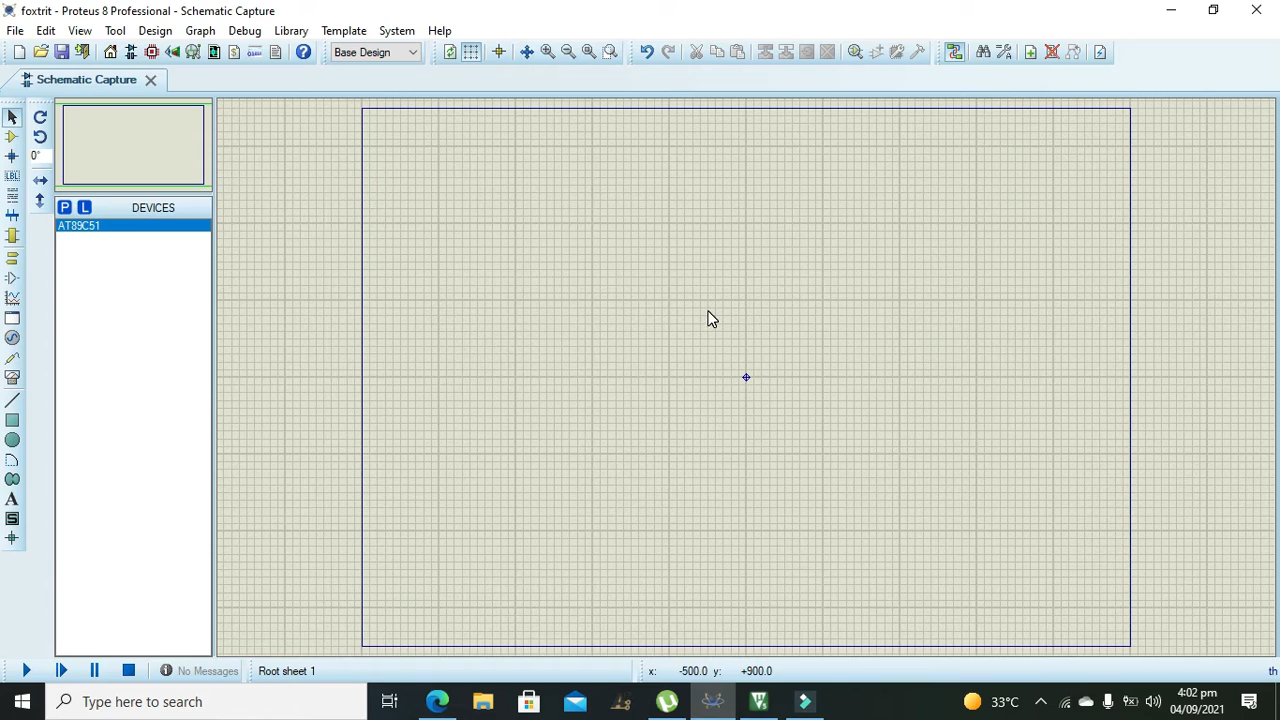 foxtrit - Proteus 8 Professional - Schematic Capture
File Edit View Tool Design Graph Debug Library Template System Help
Base Design
Schematic Capture
0°
P L DEVICES
AT89C51
LBL
A
S
No Messages Root sheet 1 x: -500.0 y: +900.0 th
Type here to search
33°C
4:02 pm
04/09/2021